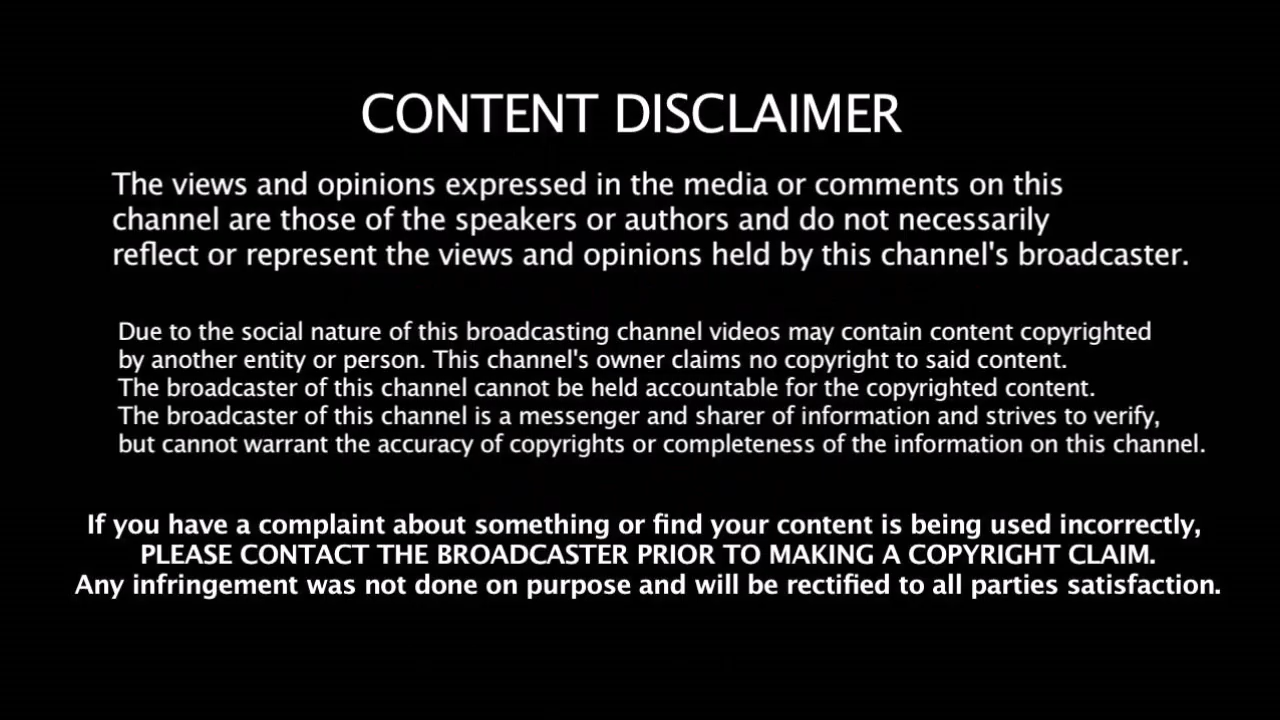 CONTENT DISCLAIMER
The views and opinions expressed in the media or comments on this
channel are those of the speakers or authors and do not necessarily
reflect or represent the views and opinions held by this channel's broadcaster.
Due to the social nature of this broadcasting channel videos may contain content copyrighted
by another entity or person. This channel's owner claims no copyright to said content.
The broadcaster of this channel cannot be held accountable for the copyrighted content.
The broadcaster of this channel is a messenger and sharer of information and strives to verify,
but cannot warrant the accuracy of copyrights or completeness of the information on this channel.
If you have a complaint about something or find your content is being used incorrectly,
PLEASE CONTACT THE BROADCASTER PRIOR TO MAKING A COPYRIGHT CLAIM.
Any infringement was not done on purpose and will be rectified to all parties satisfaction.